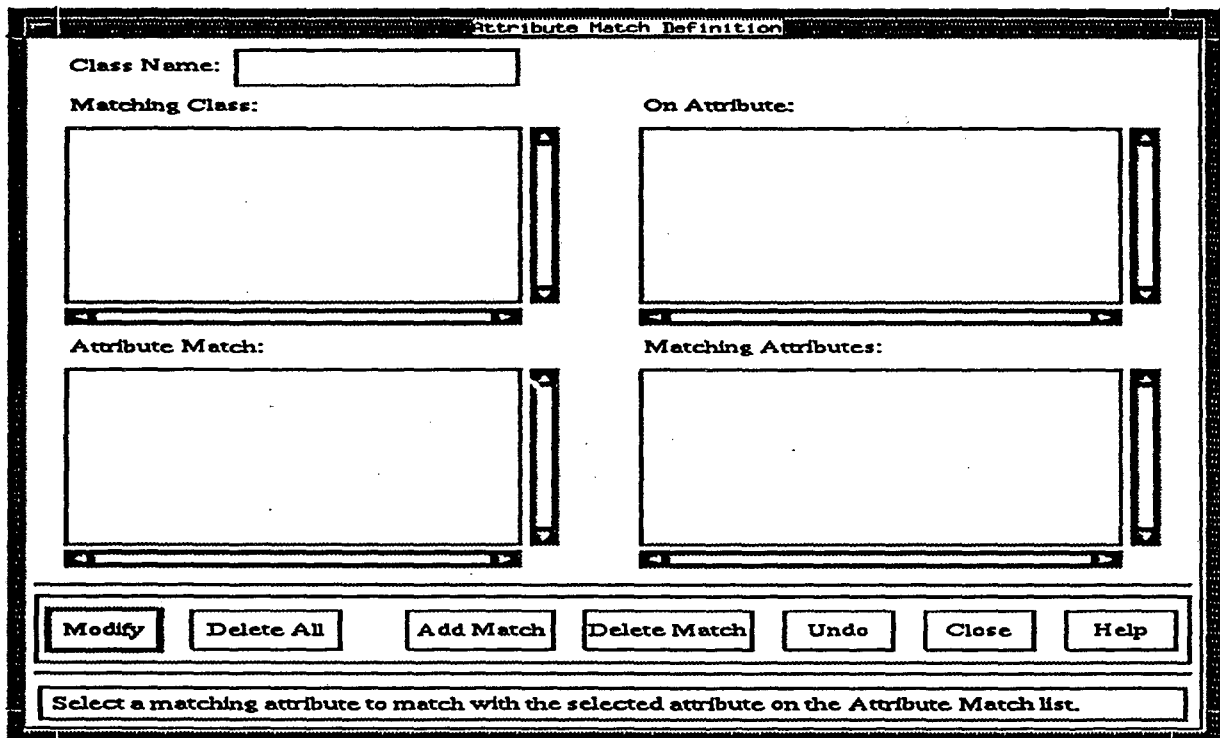 Attribute Match Definition
Class Name:
Matching Class:
On Attribute:
Attribute Match:
Matching Attributes:
Modify
Delete All
Add Match
Delete Match
Undo
Close
Help
Select a matching attribute to match with the selected attribute on the Attribute Match list.